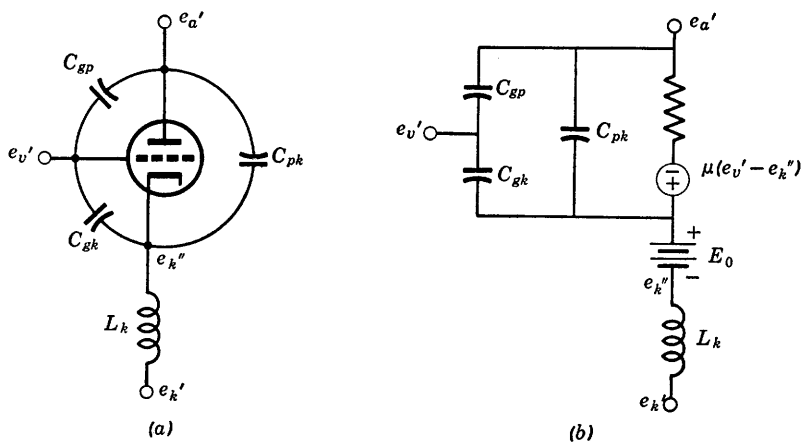 e_a'
C_gp
e_v'
C_pk
C_gk
e_k''
L_k
e_k'
(a)
e_a'
C_gp
e_v'
C_pk
C_gk
−
+
μ(e_v' − e_k'')
+
E_0
e_k''
−
L_k
e_k'
(b)